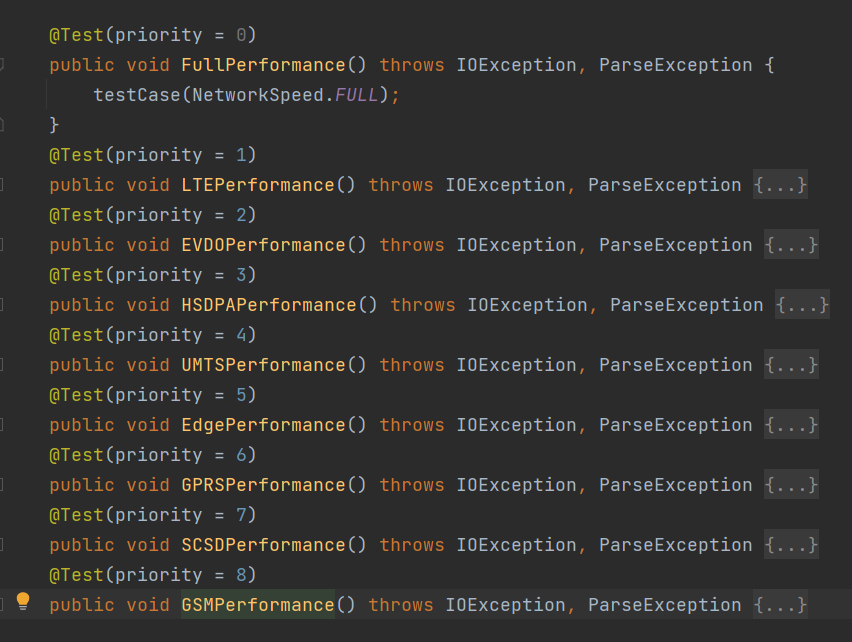 @Test(priority = 0)
public void FullPerformance() throws IOException, ParseException {
testCase(NetworkSpeed.FULL);
}
@Test(priority = 1)
public void LTEPerformance() throws IOException, ParseException {...}
@Test(priority = 2)
public void EVDOPerformance() throws IOException, ParseException {...}
@Test(priority = 3)
public void HSDPAPerformance() throws IOException, ParseException {...}
@Test(priority = 4)
public void UMTSPerformance() throws IOException, ParseException {...}
@Test(priority = 5)
public void EdgePerformance() throws IOException, ParseException {...}
@Test(priority = 6)
public void GPRSPerformance() throws IOException, ParseException {...}
@Test(priority = 7)
public void SCSDPerformance() throws IOException, ParseException {...}
@Test(priority = 8)
public void GSMPerformance() throws IOException, ParseException {...}